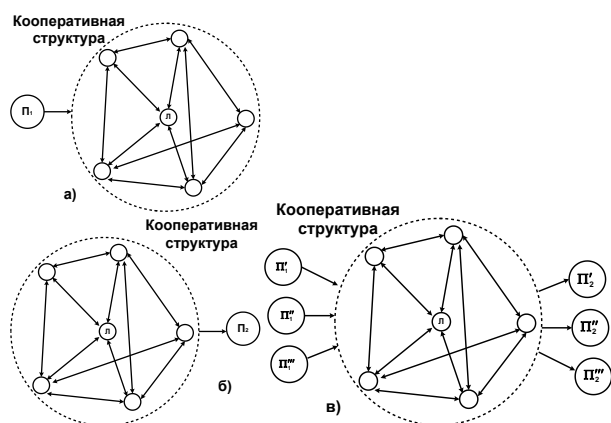 Кооперативная
структура
П₁
Л
а)
Кооперативная
структура
Л
П₂
б)
Кооперативная
структура
П′₁
П″₁
П‴₁
Л
П′₂
П″₂
П‴₂
в)